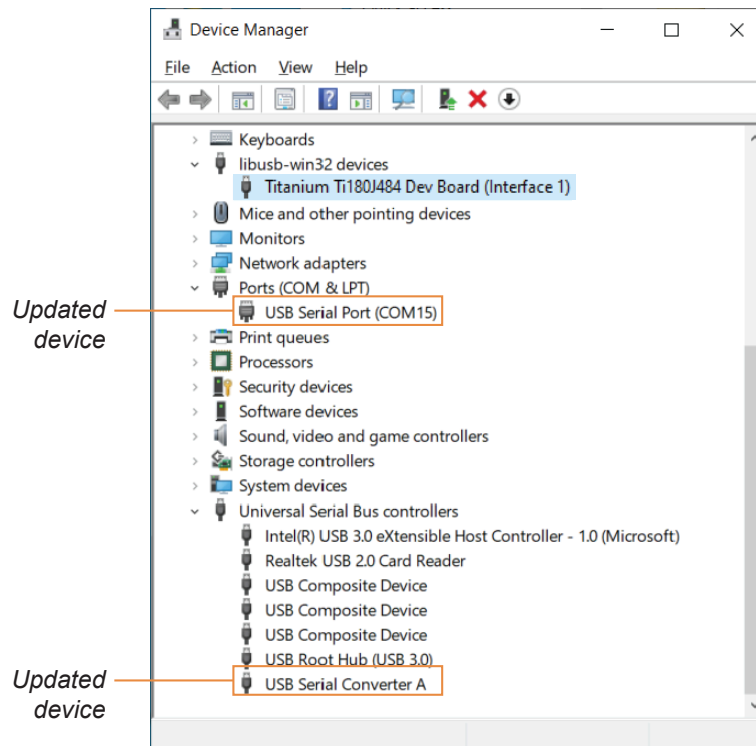 Device Manager
File Action View Help
Keyboards
libusb-win32 devices
Titanium Ti180J484 Dev Board (Interface 1)
Mice and other pointing devices
Monitors
Network adapters
Ports (COM & LPT)
Updated
device
USB Serial Port (COM15)
Print queues
Processors
Security devices
Software devices
Sound, video and game controllers
Storage controllers
System devices
Universal Serial Bus controllers
Intel(R) USB 3.0 eXtensible Host Controller - 1.0 (Microsoft)
Realtek USB 2.0 Card Reader
USB Composite Device
USB Composite Device
USB Composite Device
USB Root Hub (USB 3.0)
Updated
device
USB Serial Converter A